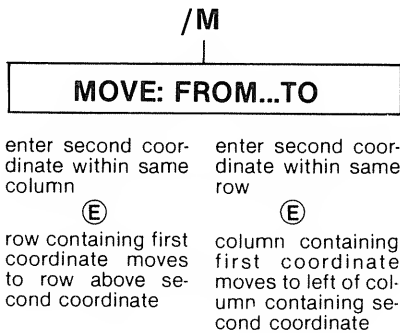 /M
MOVE: FROM...TO
enter second coor-
dinate within same
column
E
row containing first
coordinate moves
to row above se-
cond coordinate
enter second coor-
dinate within same
row
E
column containing
first coordinate
moves to left of col-
umn containing se-
cond coordinate